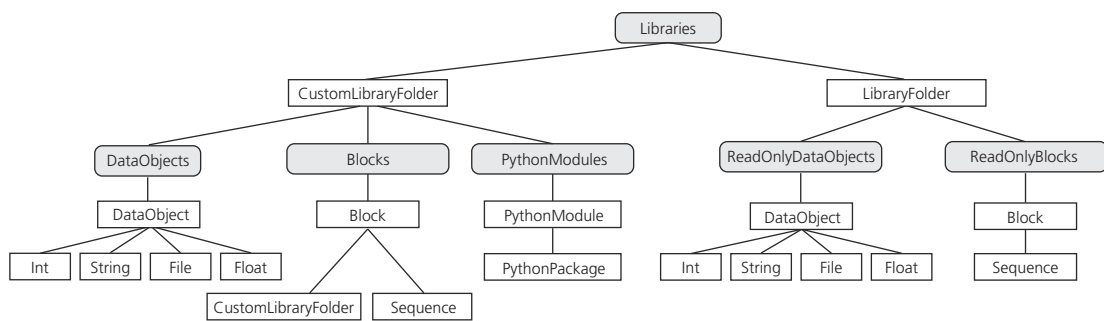 Libraries
CustomLibraryFolder
LibraryFolder
DataObjects
Blocks
PythonModules
ReadOnlyDataObjects
ReadOnlyBlocks
DataObject
Block
PythonModule
DataObject
Block
Int
String
File
Float
PythonPackage
Int
String
File
Float
Sequence
CustomLibraryFolder
Sequence